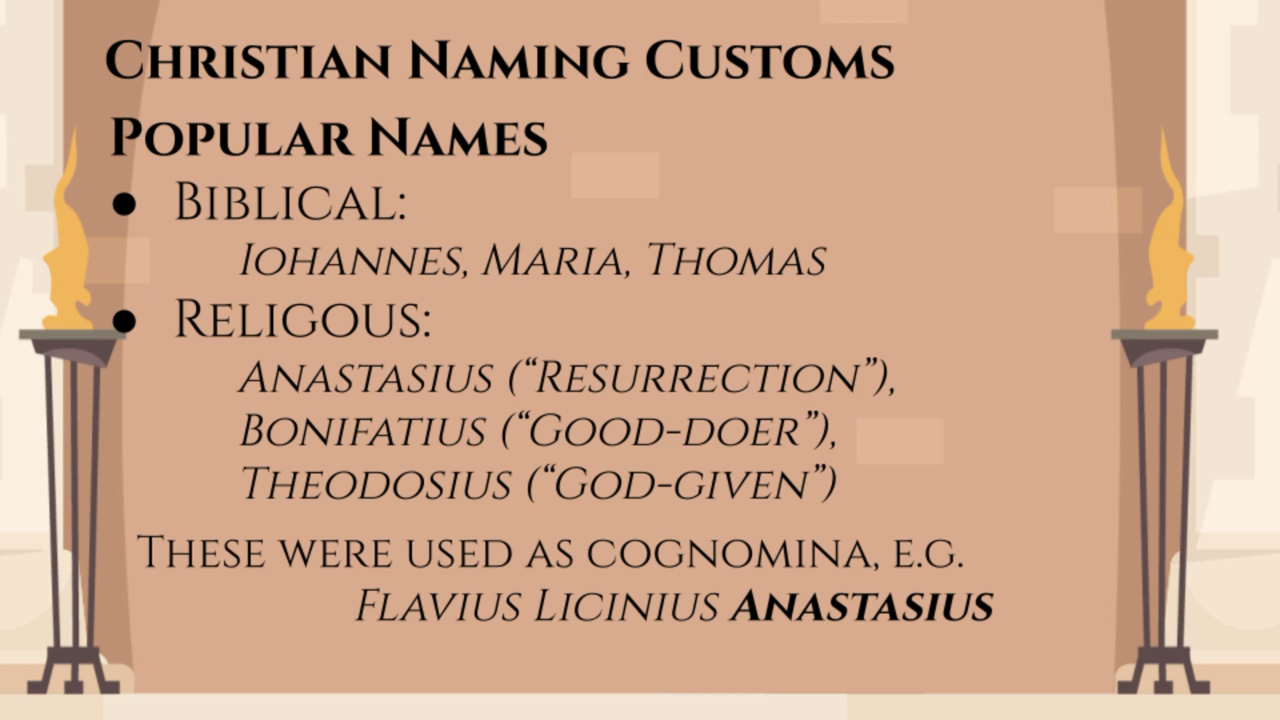 Christian Naming Customs
Popular Names
● Biblical:
Iohannes, Maria, Thomas
● Religous:
Anastasius (“Resurrection”),
Bonifatius (“Good-doer”),
Theodosius (“God-given”)
These were used as cognomina, e.g.
Flavius Licinius Anastasius